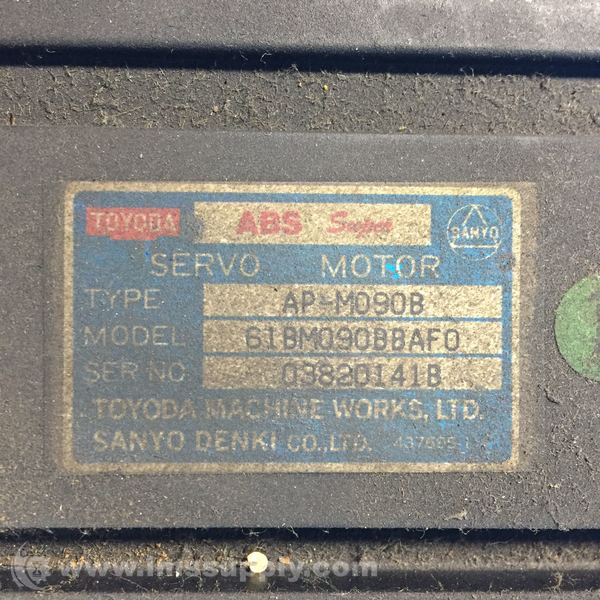 TOYODA ABS Super SANYO
SERVO MOTOR
TYPE AP-M090B
MODEL 61BM090BBAF0
SER NO 03820141B
TOYODA MACHINE WORKS, LTD.
SANYO DENKI CO.,LTD.
www.imssupply.com